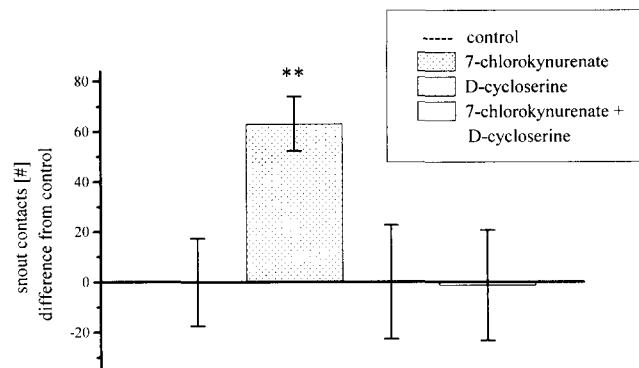 control
7-chlorokynurenate
D-cycloserine
7-chlorokynurenate +
D-cycloserine
**
snout contacts [#]
difference from control
80
60
40
20
0
-20